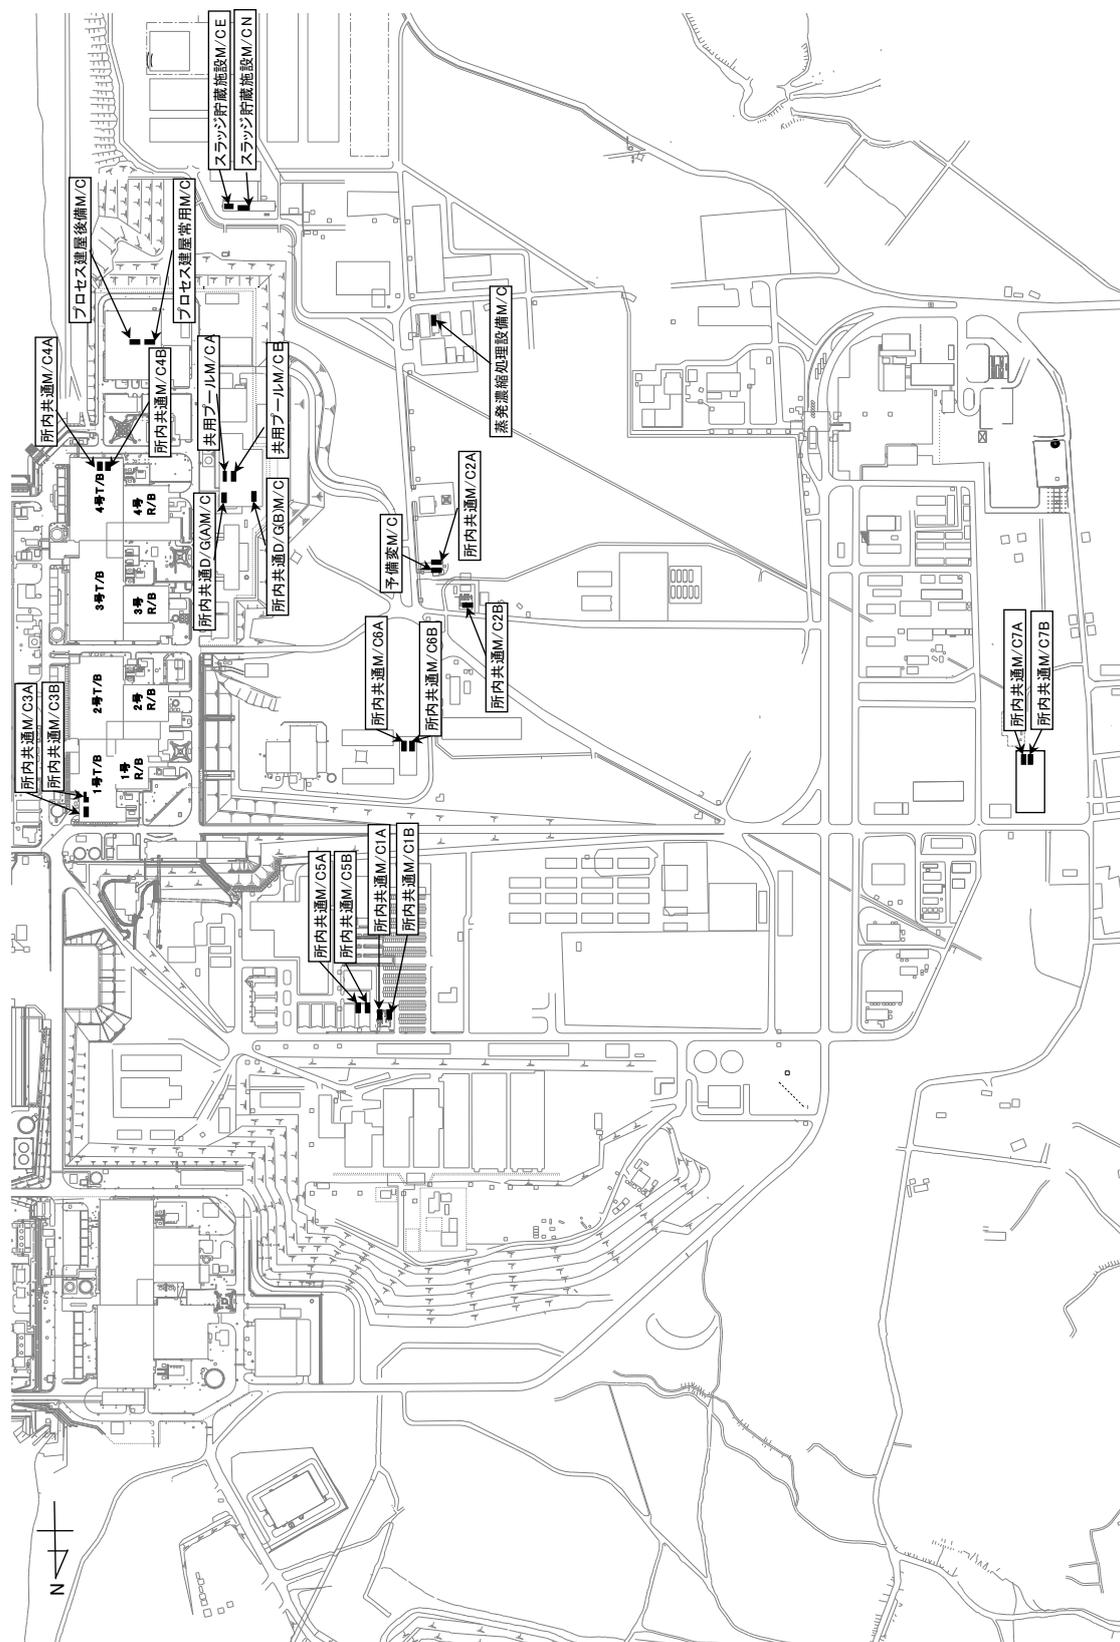 スラッジ貯蔵施設M/CE
スラッジ貯蔵施設M/CN
プロセス建屋後備M/C
プロセス建屋常用M/C
所内共通M/C4A
所内共通M/C4B
共用プールM/CA
共用プールM/CB
蒸発濃縮処理設備M/C
4号T/B
4号
R/B
3号T/B
3号
R/B
所内共通D/G(A)M/C
所内共通D/G(B)M/C
所内共通M/C2A
予備変M/C
所内共通M/C2B
2号T/B
2号
R/B
所内共通M/C3A
所内共通M/C3B
1号T/B
1号
R/B
所内共通M/C6A
所内共通M/C6B
所内共通M/C7A
所内共通M/C7B
所内共通M/C5A
所内共通M/C5B
所内共通M/C1A
所内共通M/C1B
N